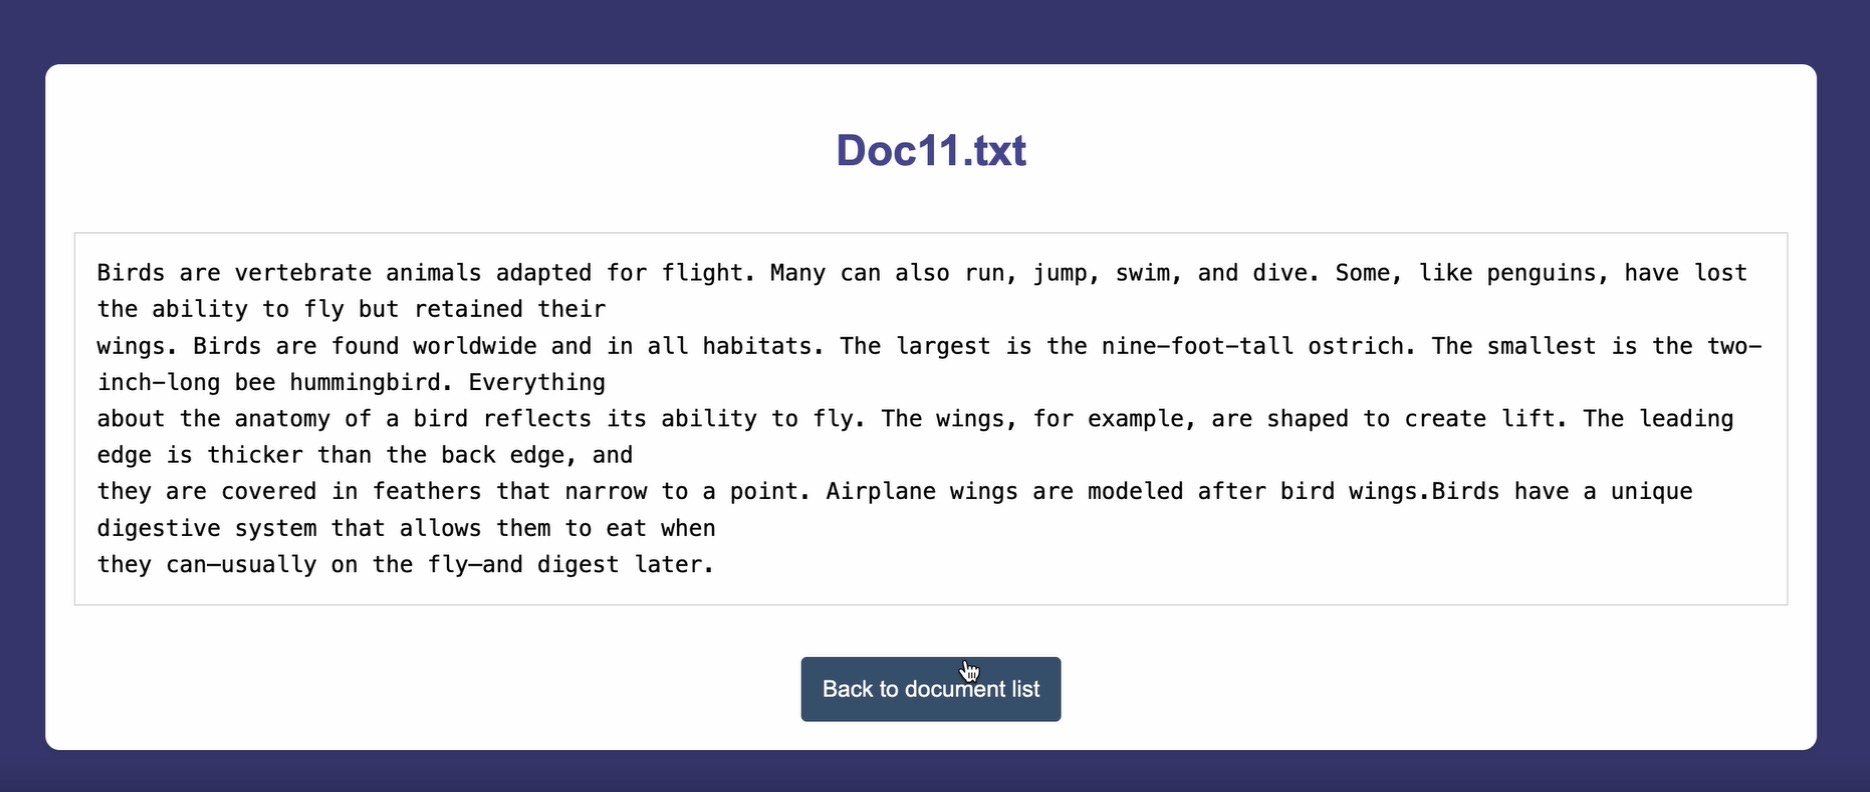 Doc11.txt
Birds are vertebrate animals adapted for flight. Many can also run, jump, swim, and dive. Some, like penguins, have lost
the ability to fly but retained their
wings. Birds are found worldwide and in all habitats. The largest is the nine-foot-tall ostrich. The smallest is the two-
inch-long bee hummingbird. Everything
about the anatomy of a bird reflects its ability to fly. The wings, for example, are shaped to create lift. The leading
edge is thicker than the back edge, and
they are covered in feathers that narrow to a point. Airplane wings are modeled after bird wings.Birds have a unique
digestive system that allows them to eat when
they can—usually on the fly—and digest later.
Back to document list